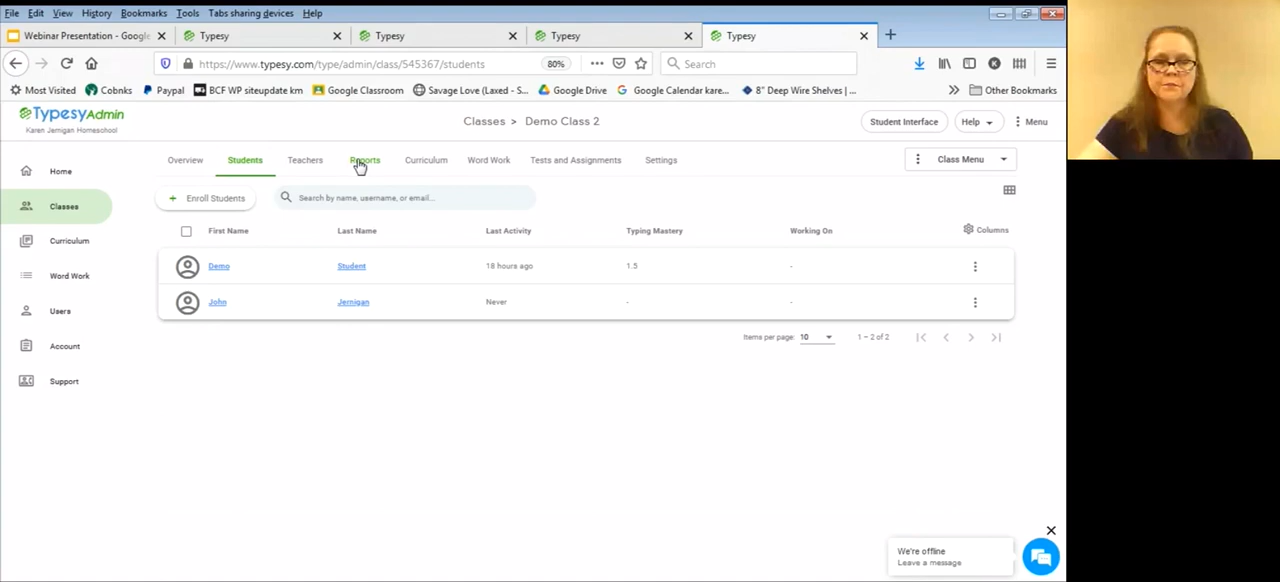 File Edit View History Bookmarks Tools Tabs sharing devices Help
Webinar Presentation - Google Typesy Typesy Typesy Typesy
https://www.typesy.com/type/admin/class/545367/students 80% Search
Most Visited Cobnks Paypal BCF WP siteupdate km Google Classroom Savage Love (Laxed - S... Google Drive Google Calendar kare... 8" Deep Wire Shelves | ... Other Bookmarks
TypesyAdmin
Karen Jernigan Homeschool
Classes > Demo Class 2
Student Interface Help Menu
Overview Students Teachers Reports Curriculum Word Work Tests and Assignments Settings Class Menu
Home
Classes
Curriculum
Word Work
Users
Account
Support
+ Enroll Students Search by name, username, or email...
First Name Last Name Last Activity Typing Mastery Working On Columns
Demo Student 18 hours ago 1.5 -
John Jernigan Never - -
Items per page: 10 1 – 2 of 2
We're offline
Leave a message